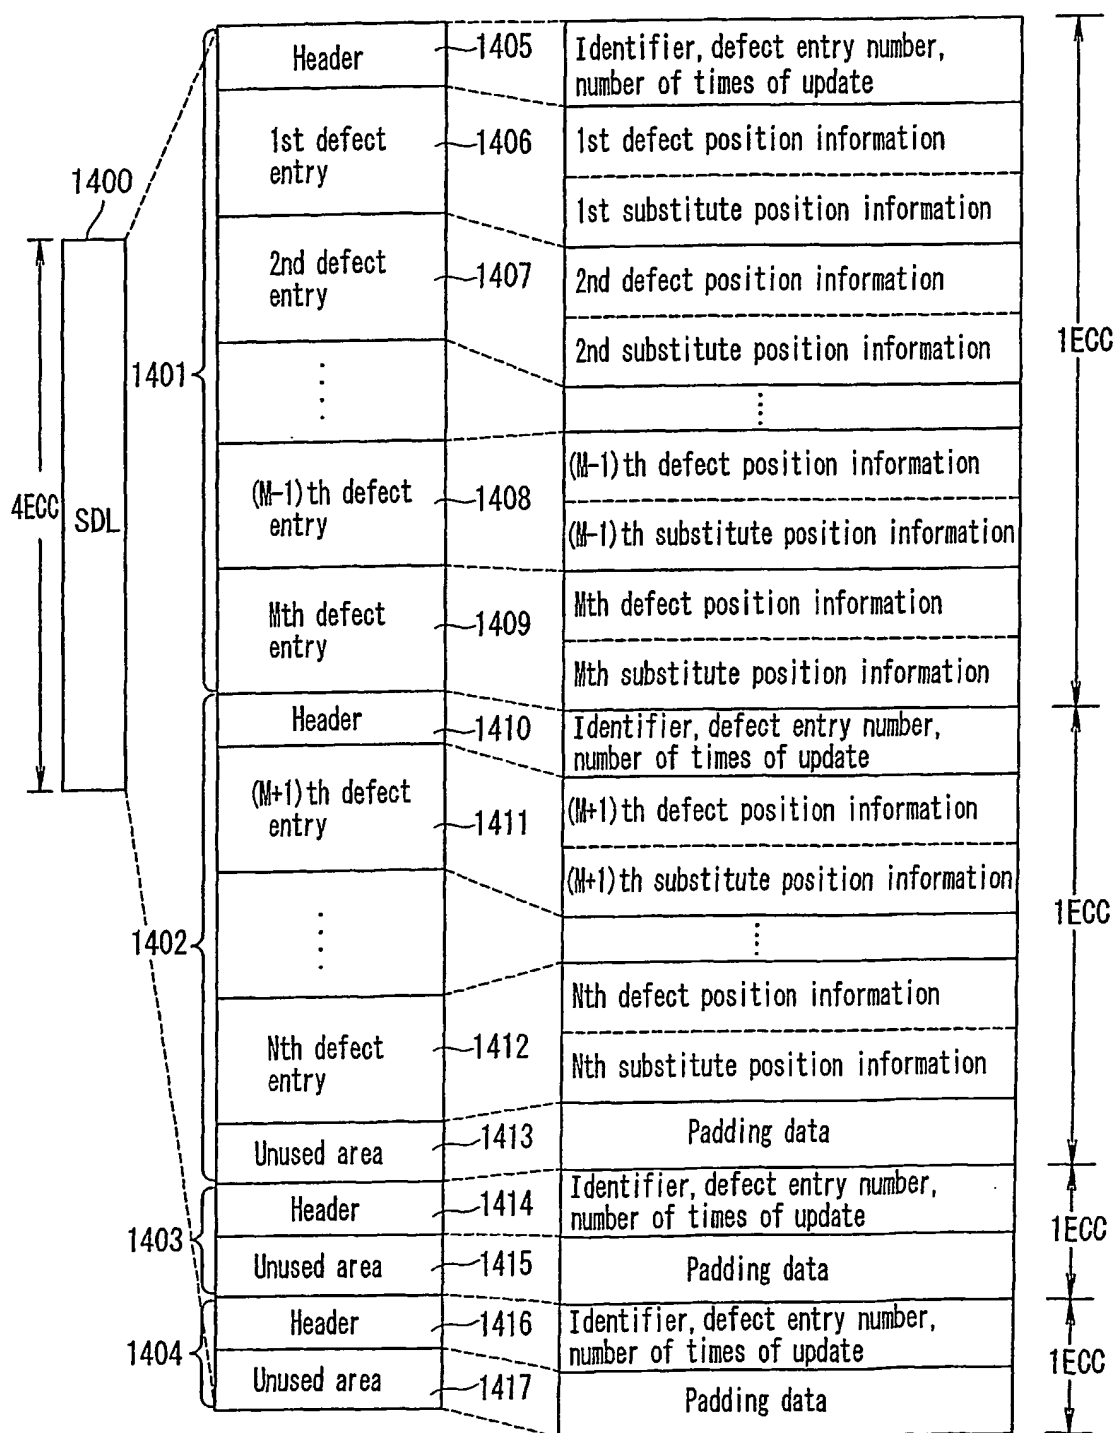 1400
4ECC
SDL
1401
1402
1403
1404
Header
1405
Identifier, defect entry number,
number of times of update
1st defect
entry
1406
1st defect position information
1st substitute position information
2nd defect
entry
1407
2nd defect position information
2nd substitute position information
(M-1)th defect
entry
1408
(M-1)th defect position information
(M-1)th substitute position information
Mth defect
entry
1409
Mth defect position information
Mth substitute position information
1ECC
Header
1410
Identifier, defect entry number,
number of times of update
(M+1)th defect
entry
1411
(M+1)th defect position information
(M+1)th substitute position information
Nth defect
entry
1412
Nth defect position information
Nth substitute position information
Unused area
1413
Padding data
1ECC
Header
1414
Identifier, defect entry number,
number of times of update
Unused area
1415
Padding data
1ECC
Header
1416
Identifier, defect entry number,
number of times of update
Unused area
1417
Padding data
1ECC